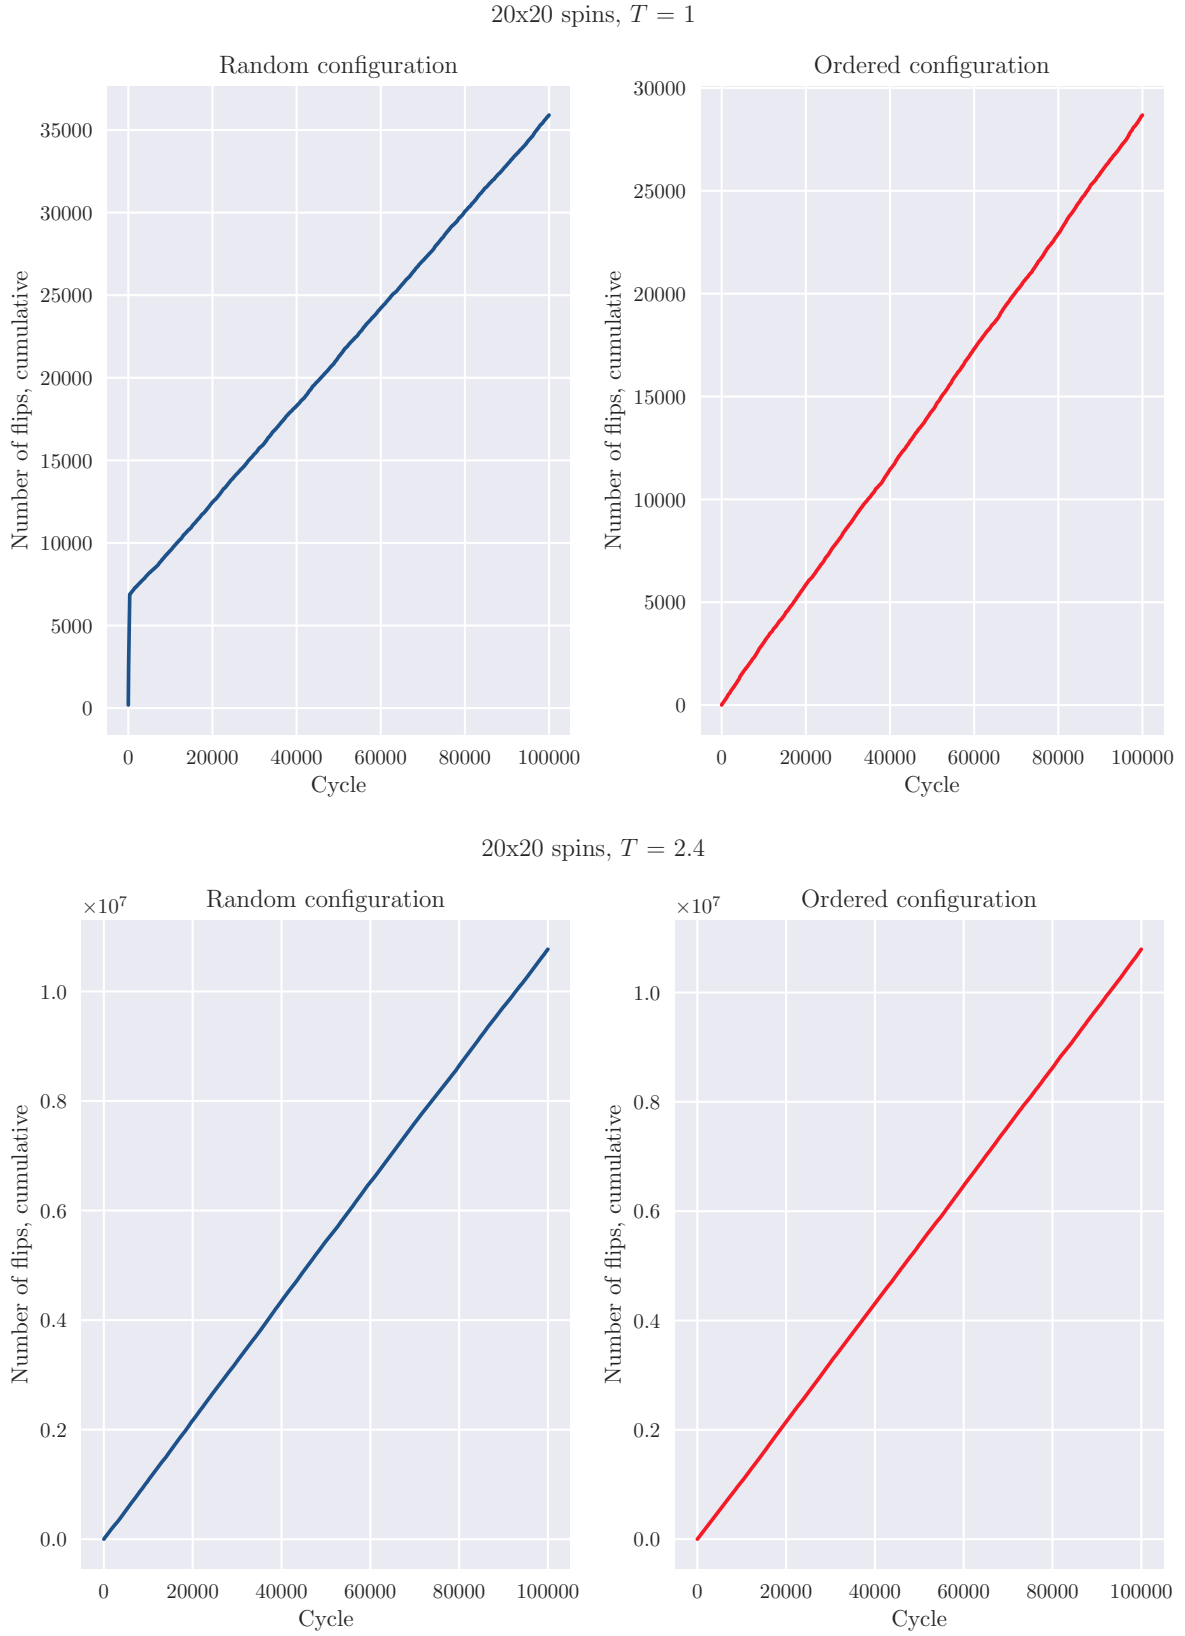 20x20 spins, T = 1
Random configuration
Number of flips, cumulative
35000
30000
25000
20000
15000
10000
5000
0
0 20000 40000 60000 80000 100000
Cycle
Ordered configuration
Number of flips, cumulative
30000
25000
20000
15000
10000
5000
0
0 20000 40000 60000 80000 100000
Cycle
20x20 spins, T = 2.4
Random configuration
×10⁷
Number of flips, cumulative
1.0
0.8
0.6
0.4
0.2
0.0
0 20000 40000 60000 80000 100000
Cycle
Ordered configuration
×10⁷
Number of flips, cumulative
1.0
0.8
0.6
0.4
0.2
0.0
0 20000 40000 60000 80000 100000
Cycle